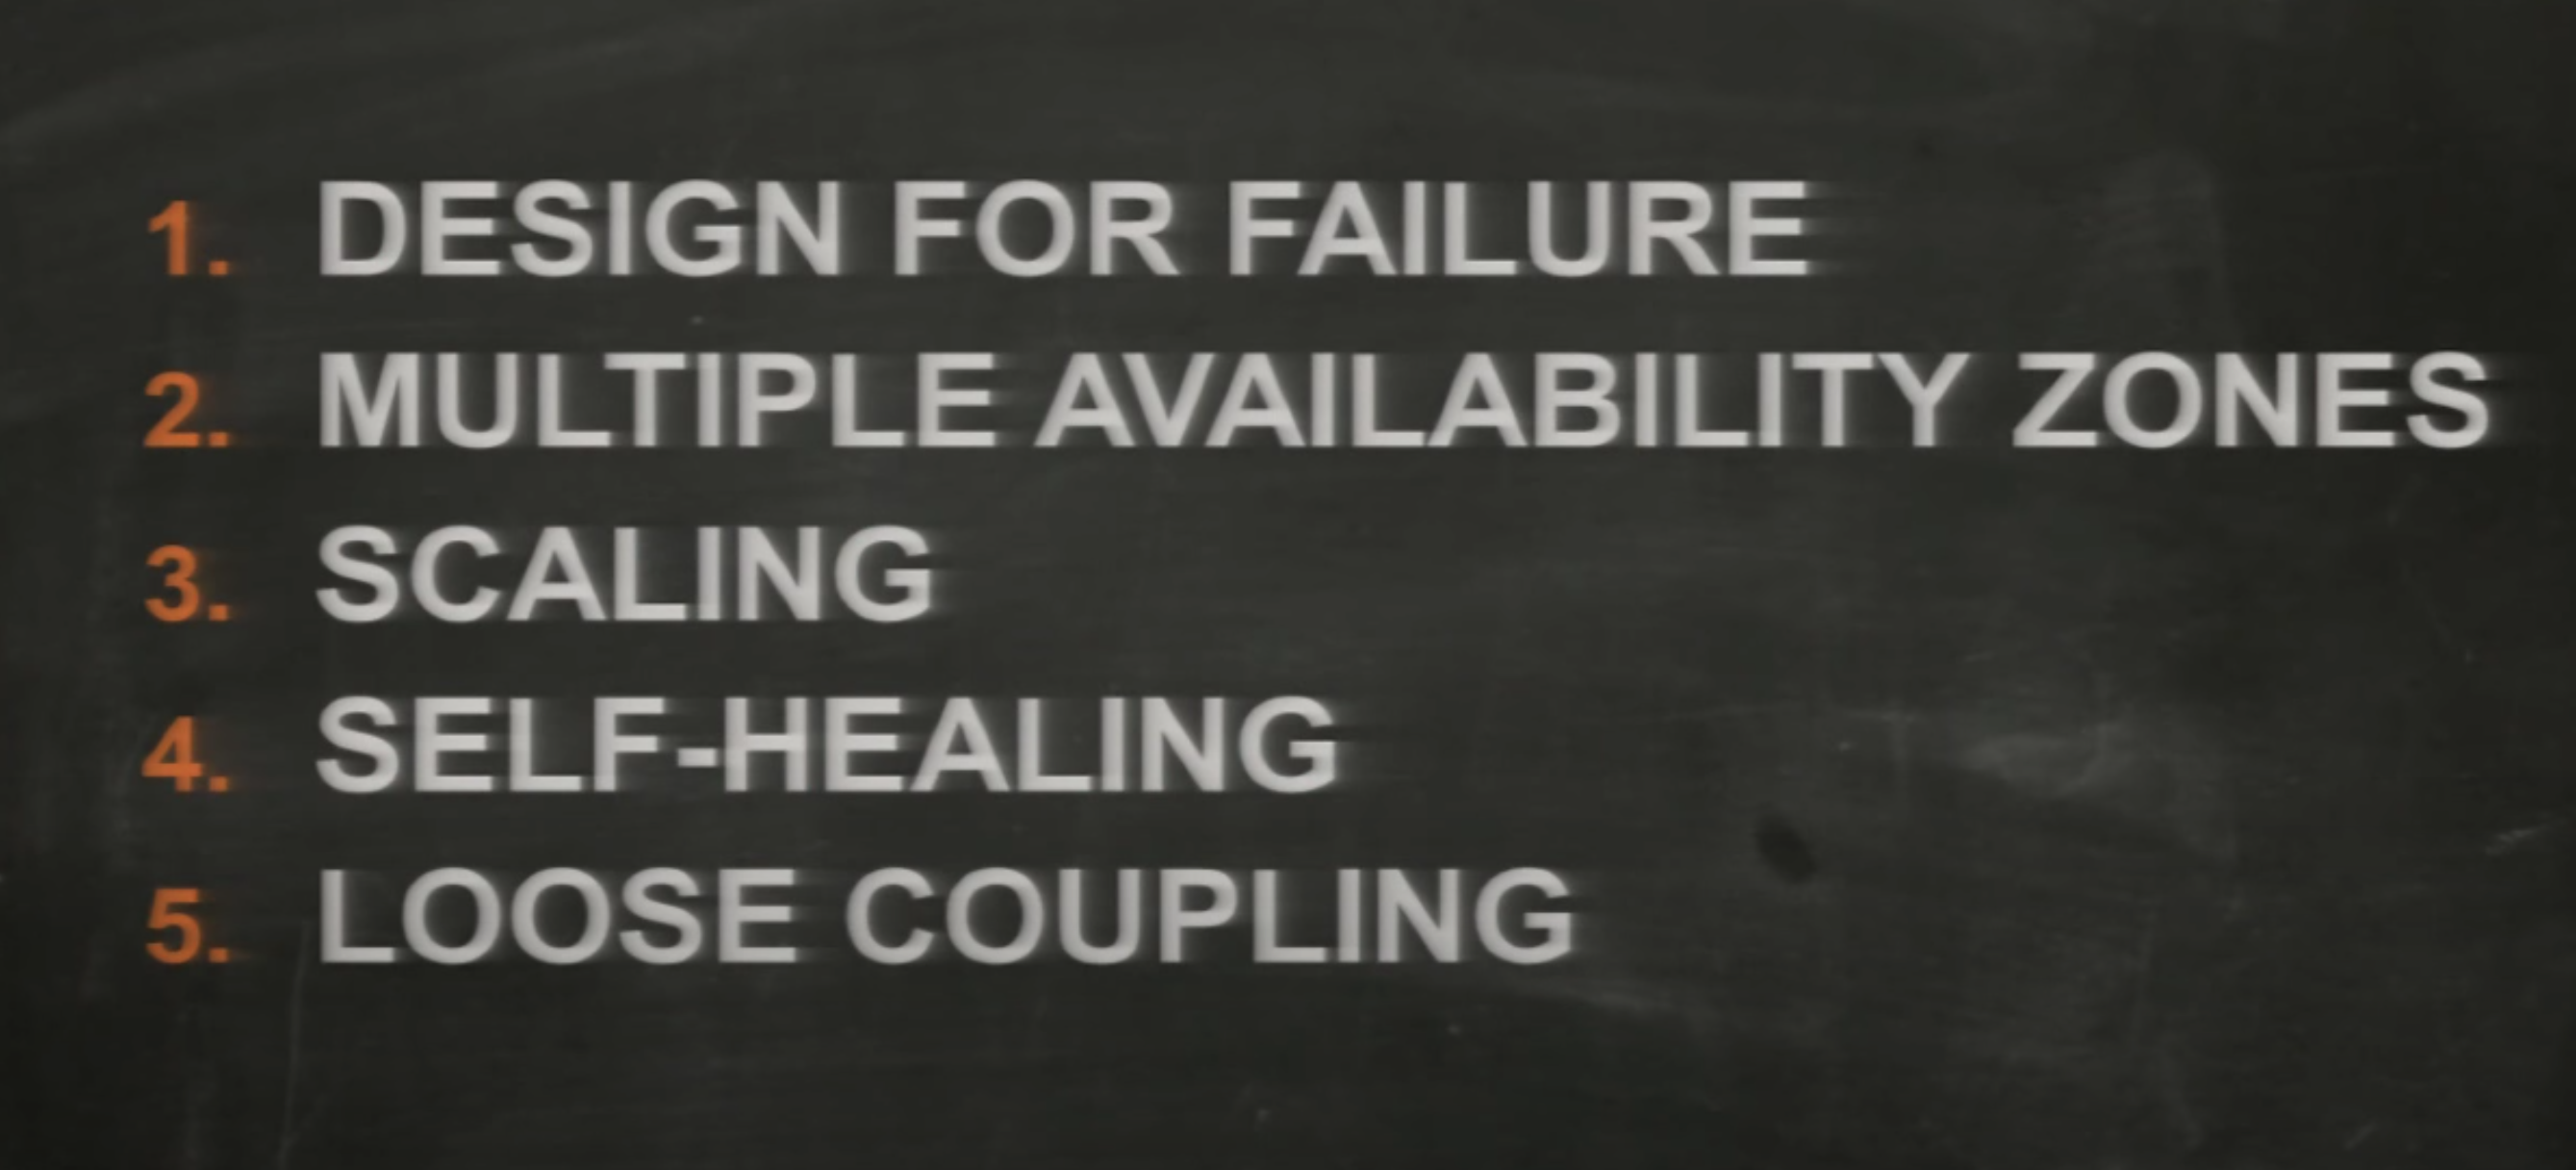 1. DESIGN FOR FAILURE
2. MULTIPLE AVAILABILITY ZONES
3. SCALING
4. SELF-HEALING
5. LOOSE COUPLING